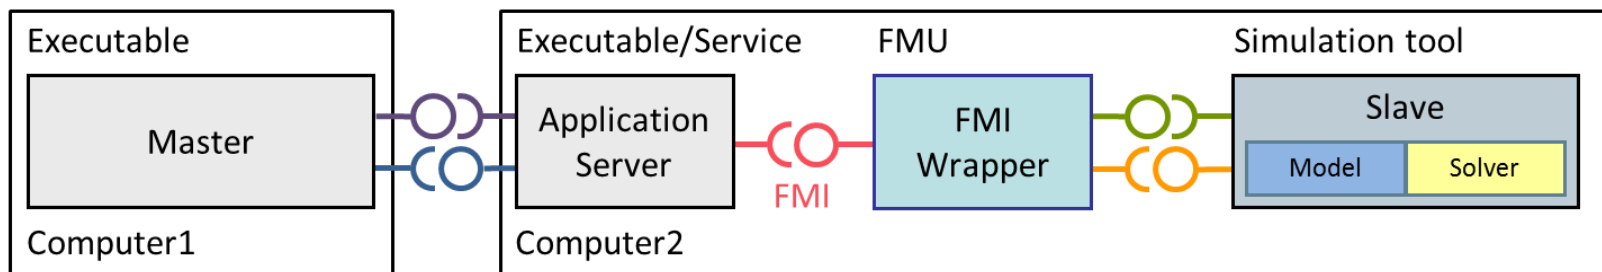 Executable
Master
Computer1
Executable/Service
Application
Server
Computer2
FMI
FMU
FMI
Wrapper
Simulation tool
Slave
Model
Solver